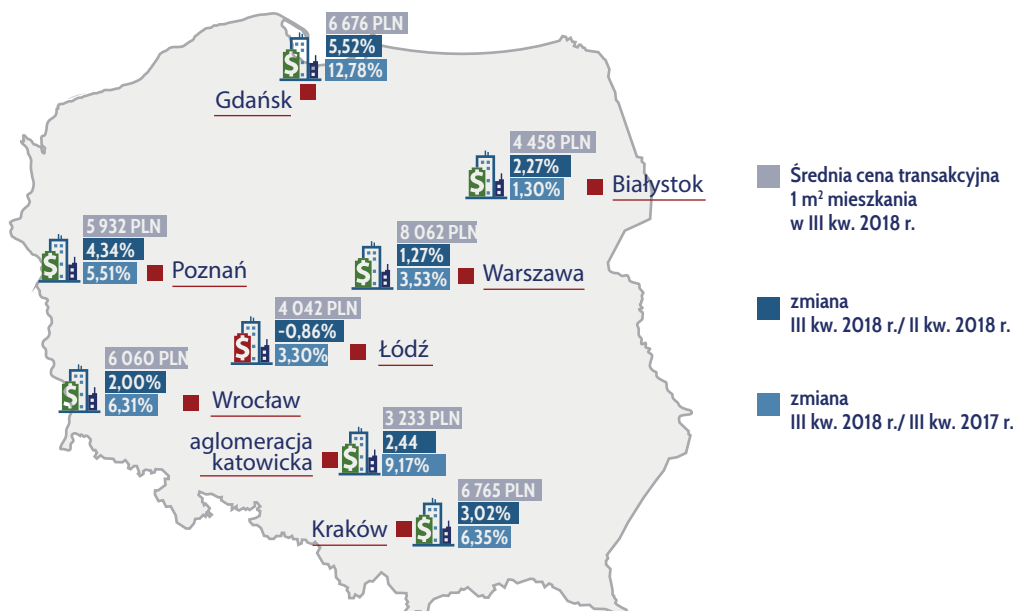 6 676 PLN
5,52%
12,78%
Gdańsk
4 458 PLN
2,27%
1,30%
Białystok
5 932 PLN
4,34%
5,51%
Poznań
8 062 PLN
1,27%
3,53%
Warszawa
4 042 PLN
-0,86%
3,30%
Łódź
6 060 PLN
2,00%
6,31%
Wrocław
3 233 PLN
2,44
9,17%
aglomeracja
katowicka
6 765 PLN
3,02%
6,35%
Kraków
Średnia cena transakcyjna
1 m² mieszkania
w III kw. 2018 r.
zmiana
III kw. 2018 r./ II kw. 2018 r.
zmiana
III kw. 2018 r./ III kw. 2017 r.